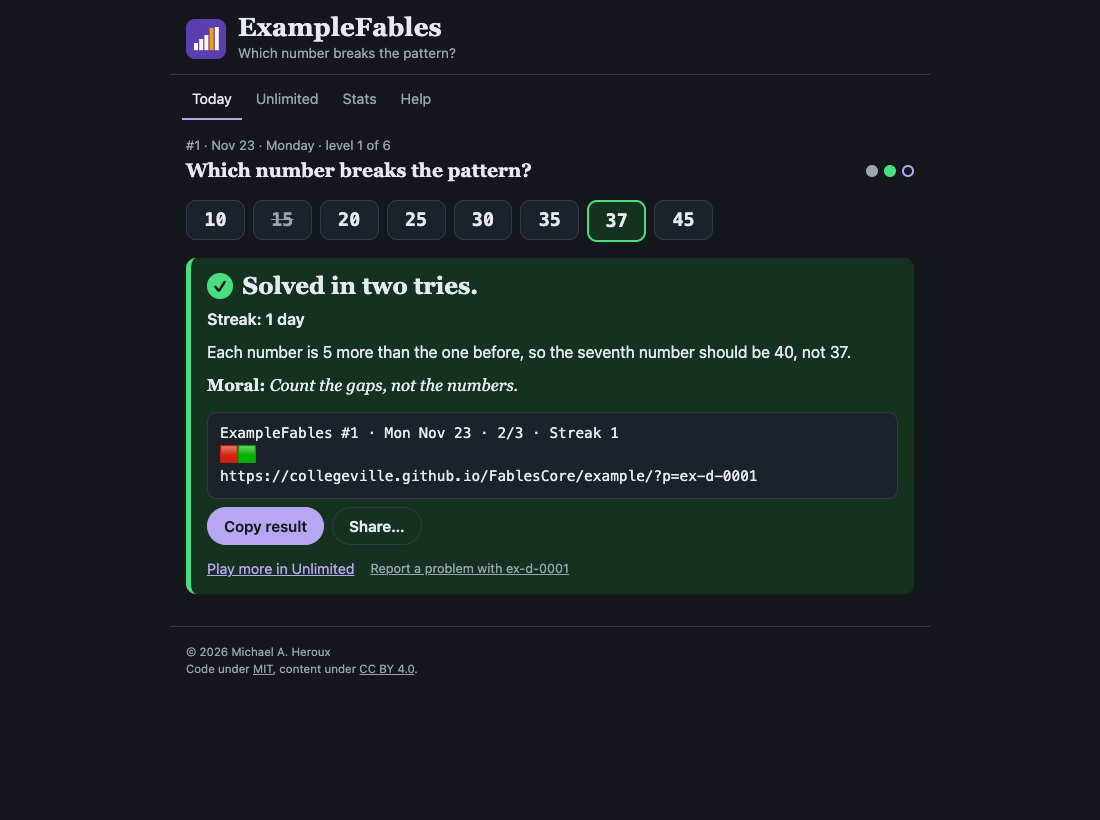 ExampleFables
Which number breaks the pattern?
Today Unlimited Stats Help
#1 · Nov 23 · Monday · level 1 of 6
Which number breaks the pattern?
10 15 20 25 30 35 37 45
Solved in two tries.
Streak: 1 day
Each number is 5 more than the one before, so the seventh number should be 40, not 37.
Moral: Count the gaps, not the numbers.
ExampleFables #1 · Mon Nov 23 · 2/3 · Streak 1
https://collegeville.github.io/FablesCore/example/?p=ex-d-0001
Copy result Share...
Play more in Unlimited Report a problem with ex-d-0001
© 2026 Michael A. Heroux
Code under MIT, content under CC BY 4.0.